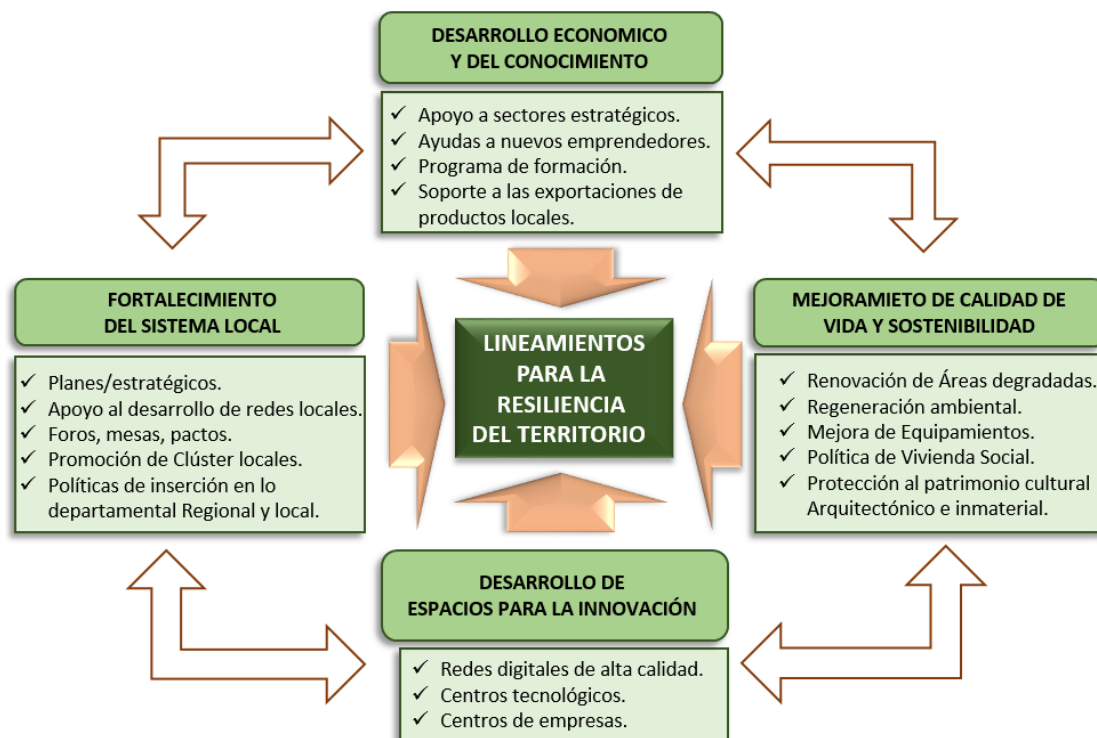 DESARROLLO ECONOMICO
Y DEL CONOCIMIENTO
✓ Apoyo a sectores estratégicos.
✓ Ayudas a nuevos emprendedores.
✓ Programa de formación.
✓ Soporte a las exportaciones de
productos locales.
FORTALECIMIENTO
DEL SISTEMA LOCAL
✓ Planes/estratégicos.
✓ Apoyo al desarrollo de redes locales.
✓ Foros, mesas, pactos.
✓ Promoción de Clúster locales.
✓ Políticas de inserción en lo
departamental Regional y local.
LINEAMIENTOS
PARA LA
RESILIENCIA
DEL TERRITORIO
MEJORAMIETO DE CALIDAD DE
VIDA Y SOSTENIBILIDAD
✓ Renovación de Áreas degradadas.
✓ Regeneración ambiental.
✓ Mejora de Equipamientos.
✓ Política de Vivienda Social.
✓ Protección al patrimonio cultural
Arquitectónico e inmaterial.
DESARROLLO DE
ESPACIOS PARA LA INNOVACIÓN
✓ Redes digitales de alta calidad.
✓ Centros tecnológicos.
✓ Centros de empresas.